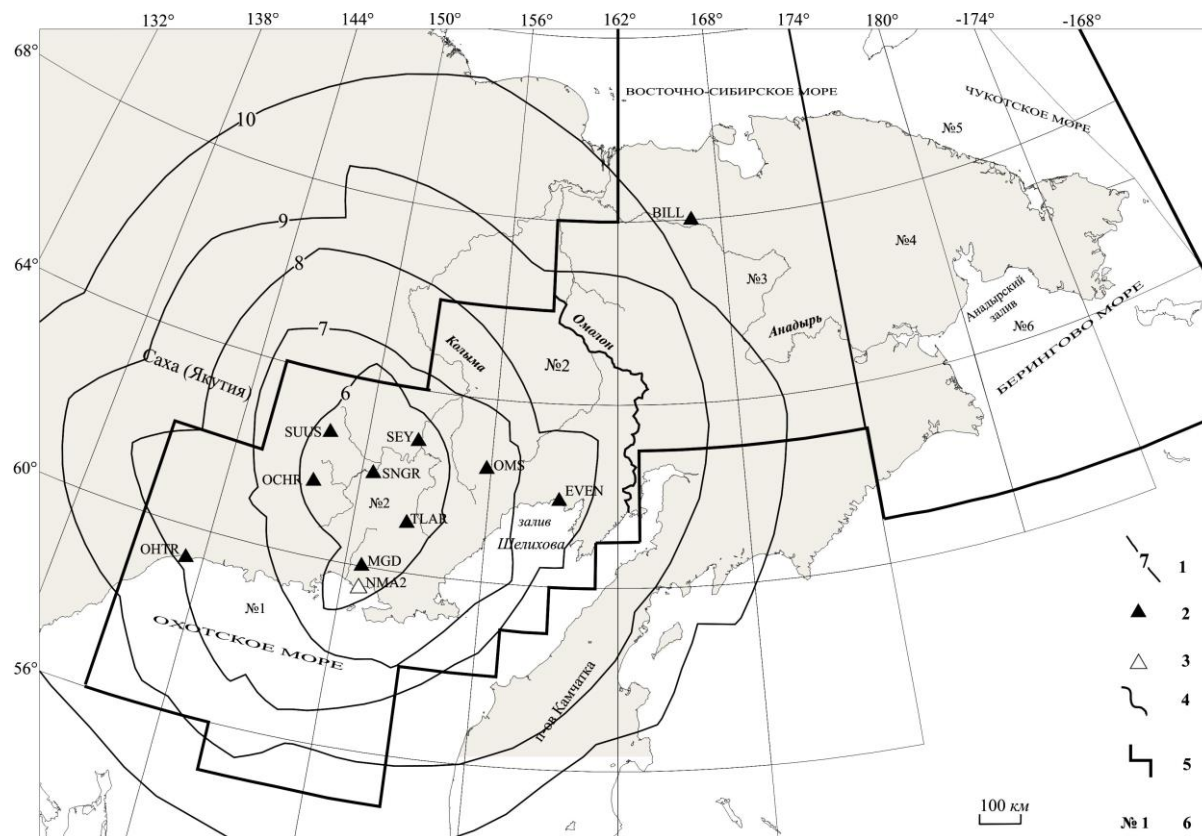 132° 138° 144° 150° 156° 162° 168° 174° 180° -174° -168°
68°
ВОСТОЧНО-СИБИРСКОЕ МОРЕ
ЧУКОТСКОЕ МОРЕ
10
№5
9
BILL
№4
64°
8
№3
Анадырский
залив
Омолон
Анадырь
№6
БЕРИНГОВО МОРЕ
7
Колыма
№2
Саха (Якутия)
6
SUUS
SEY
60°
OCHR
SNGR
OMS
EVEN
№2
TLAR
залив
Шелихова
OHTR
MGD
NMA2
7 1
№1
2
ОХОТСКОЕ МОРЕ
56°
3
п-ов Камчатка
4
5
100 км
№ 1 6